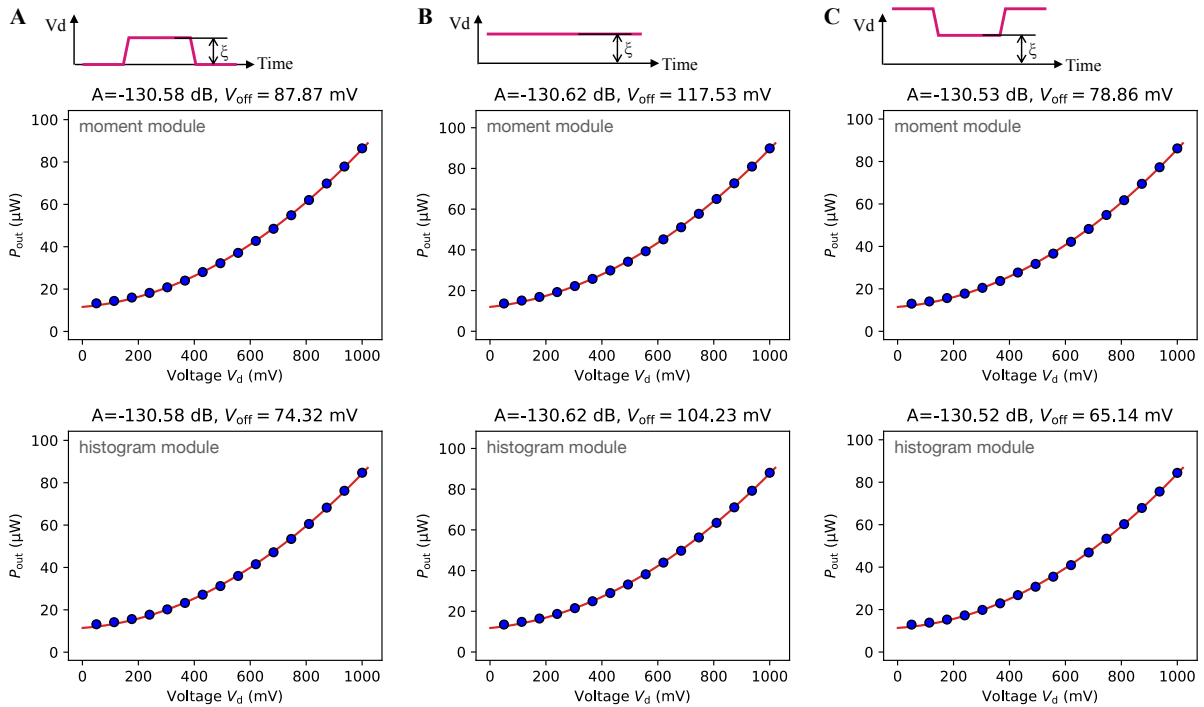 A
Vd
ξ
Time
B
Vd
ξ
Time
C
Vd
ξ
Time
A=-130.58 dB, V_off = 87.87 mV
moment module
100
80
60
40
20
0
P_out (μW)
0 200 400 600 800 1000
Voltage V_d (mV)
A=-130.62 dB, V_off = 117.53 mV
moment module
100
80
60
40
20
0
P_out (μW)
0 200 400 600 800 1000
Voltage V_d (mV)
A=-130.53 dB, V_off = 78.86 mV
moment module
100
80
60
40
20
0
P_out (μW)
0 200 400 600 800 1000
Voltage V_d (mV)
A=-130.58 dB, V_off = 74.32 mV
histogram module
100
80
60
40
20
0
P_out (μW)
0 200 400 600 800 1000
Voltage V_d (mV)
A=-130.62 dB, V_off = 104.23 mV
histogram module
100
80
60
40
20
0
P_out (μW)
0 200 400 600 800 1000
Voltage V_d (mV)
A=-130.52 dB, V_off = 65.14 mV
histogram module
100
80
60
40
20
0
P_out (μW)
0 200 400 600 800 1000
Voltage V_d (mV)